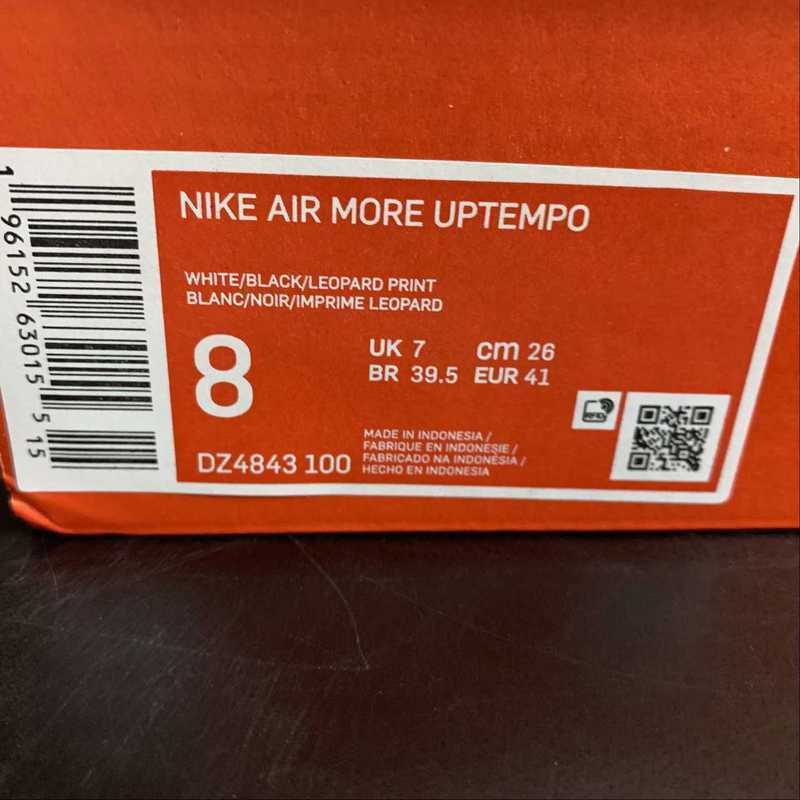 NIKE AIR MORE UPTEMPO
WHITE/BLACK/LEOPARD PRINT
BLANC/NOIR/IMPRIME LEOPARD
8
UK 7 cm 26
BR 39.5 EUR 41
DZ4843 100
MADE IN INDONESIA /
FABRIQUE EN INDONESIE /
FABRICADO NA INDONÉSIA /
HECHO EN INDONESIA
RFID
1 96152 63015 5 15